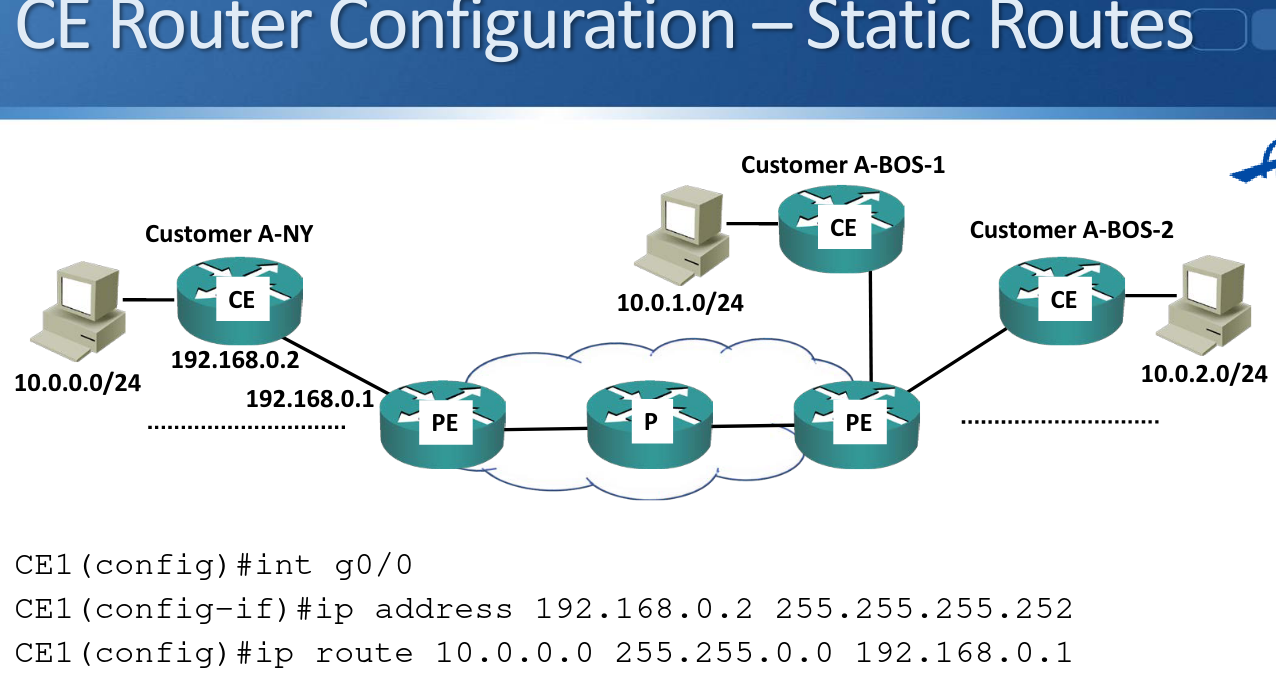 CE Router Configuration – Static Routes
Customer A-BOS-1
CE
Customer A-NY
Customer A-BOS-2
CE
CE
10.0.1.0/24
192.168.0.2
10.0.0.0/24
10.0.2.0/24
192.168.0.1
PE
P
PE
CE1(config)#int g0/0
CE1(config-if)#ip address 192.168.0.2 255.255.255.252
CE1(config)#ip route 10.0.0.0 255.255.0.0 192.168.0.1